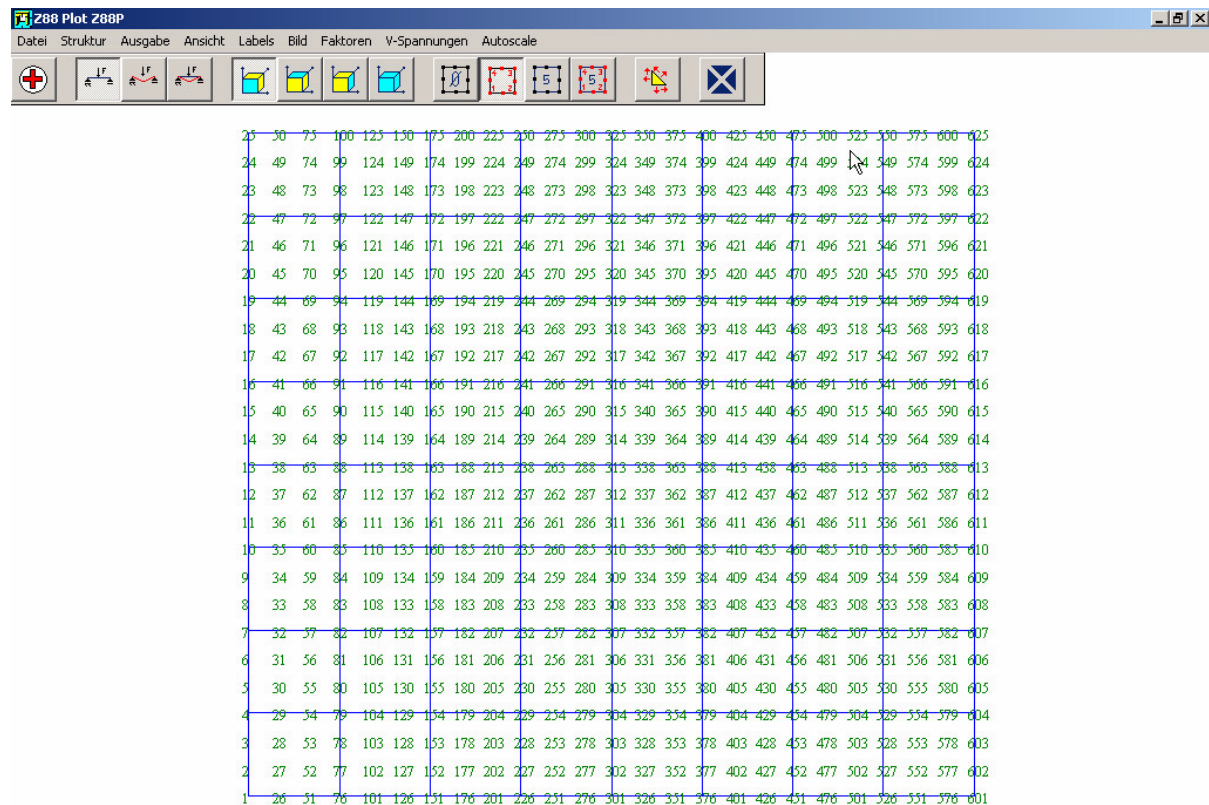 Z88 Plot Z88P
Datei Struktur Ausgabe Ansicht Labels Bild Faktoren V-Spannungen Autoscale
F F F Ø 4 3 1 2 5 4 3 5 1 2
25 50 75 100 125 150 175 200 225 250 275 300 325 350 375 400 425 450 475 500 525 550 575 600 625
24 49 74 99 124 149 174 199 224 249 274 299 324 349 374 399 424 449 474 499 549 574 599 624
23 48 73 98 123 148 173 198 223 248 273 298 323 348 373 398 423 448 473 498 523 548 573 598 623
22 47 72 97 122 147 172 197 222 247 272 297 322 347 372 397 422 447 472 497 522 547 572 597 622
21 46 71 96 121 146 171 196 221 246 271 296 321 346 371 396 421 446 471 496 521 546 571 596 621
20 45 70 95 120 145 170 195 220 245 270 295 320 345 370 395 420 445 470 495 520 545 570 595 620
19 44 69 94 119 144 169 194 219 244 269 294 319 344 369 394 419 444 469 494 519 544 569 594 619
18 43 68 93 118 143 168 193 218 243 268 293 318 343 368 393 418 443 468 493 518 543 568 593 618
17 42 67 92 117 142 167 192 217 242 267 292 317 342 367 392 417 442 467 492 517 542 567 592 617
16 41 66 91 116 141 166 191 216 241 266 291 316 341 366 391 416 441 466 491 516 541 566 591 616
15 40 65 90 115 140 165 190 215 240 265 290 315 340 365 390 415 440 465 490 515 540 565 590 615
14 39 64 89 114 139 164 189 214 239 264 289 314 339 364 389 414 439 464 489 514 539 564 589 614
13 38 63 88 113 138 163 188 213 238 263 288 313 338 363 388 413 438 463 488 513 538 563 588 613
12 37 62 87 112 137 162 187 212 237 262 287 312 337 362 387 412 437 462 487 512 537 562 587 612
11 36 61 86 111 136 161 186 211 236 261 286 311 336 361 386 411 436 461 486 511 536 561 586 611
10 35 60 85 110 135 160 185 210 235 260 285 310 335 360 385 410 435 460 485 510 535 560 585 610
9 34 59 84 109 134 159 184 209 234 259 284 309 334 359 384 409 434 459 484 509 534 559 584 609
8 33 58 83 108 133 158 183 208 233 258 283 308 333 358 383 408 433 458 483 508 533 558 583 608
7 32 57 82 107 132 157 182 207 232 257 282 307 332 357 382 407 432 457 482 507 532 557 582 607
6 31 56 81 106 131 156 181 206 231 256 281 306 331 356 381 406 431 456 481 506 531 556 581 606
5 30 55 80 105 130 155 180 205 230 255 280 305 330 355 380 405 430 455 480 505 530 555 580 605
4 29 54 79 104 129 154 179 204 229 254 279 304 329 354 379 404 429 454 479 504 529 554 579 604
3 28 53 78 103 128 153 178 203 228 253 278 303 328 353 378 403 428 453 478 503 528 553 578 603
2 27 52 77 102 127 152 177 202 227 252 277 302 327 352 377 402 427 452 477 502 527 552 577 602
1 26 51 76 101 126 151 176 201 226 251 276 301 326 351 376 401 426 451 476 501 526 551 576 601